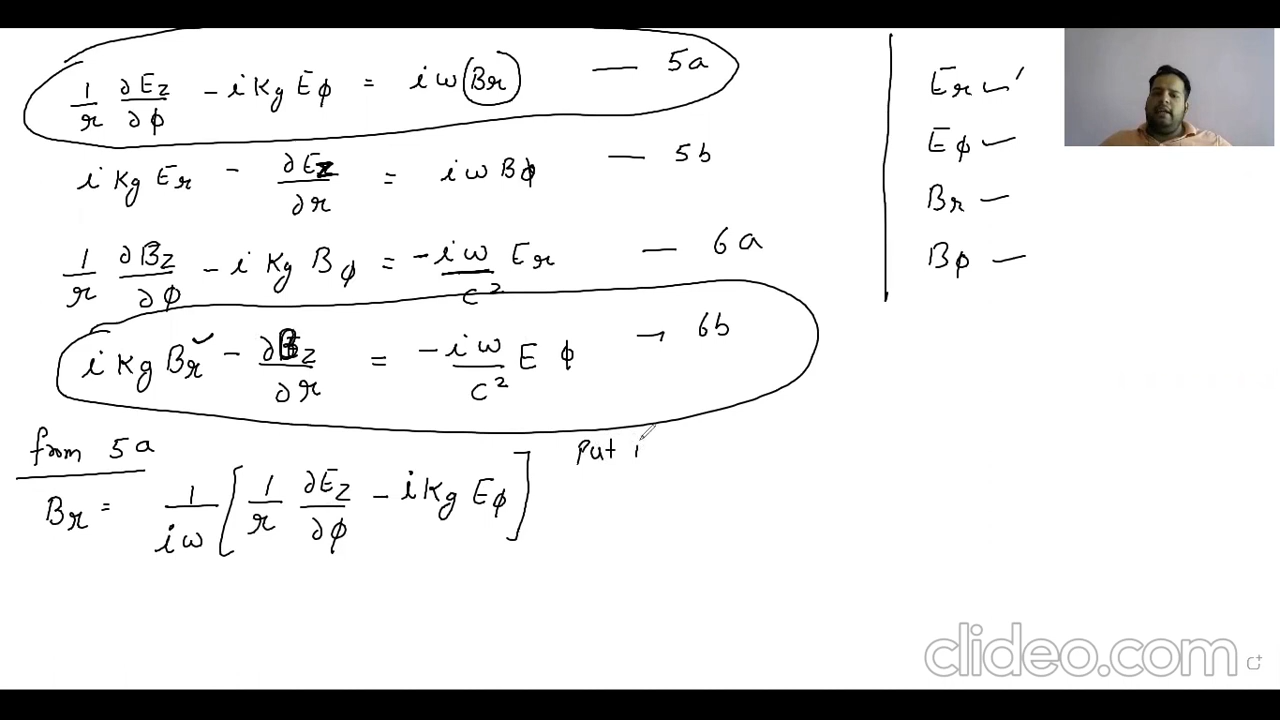 1/r ∂Ez/∂φ - i Kg Eφ = iω Br — 5a
i Kg Er - ∂Ez/∂r = iω Bφ — 5b
1/r ∂Bz/∂φ - i Kg Bφ = -iω/c² Er — 6a
i Kg Br - ∂Bz/∂r = -iω/c² Eφ → 6b
from 5a
Br = 1/iω [1/r ∂Ez/∂φ - i Kg Eφ]
Put
Er
Eφ
Br
Bφ
clideo.com